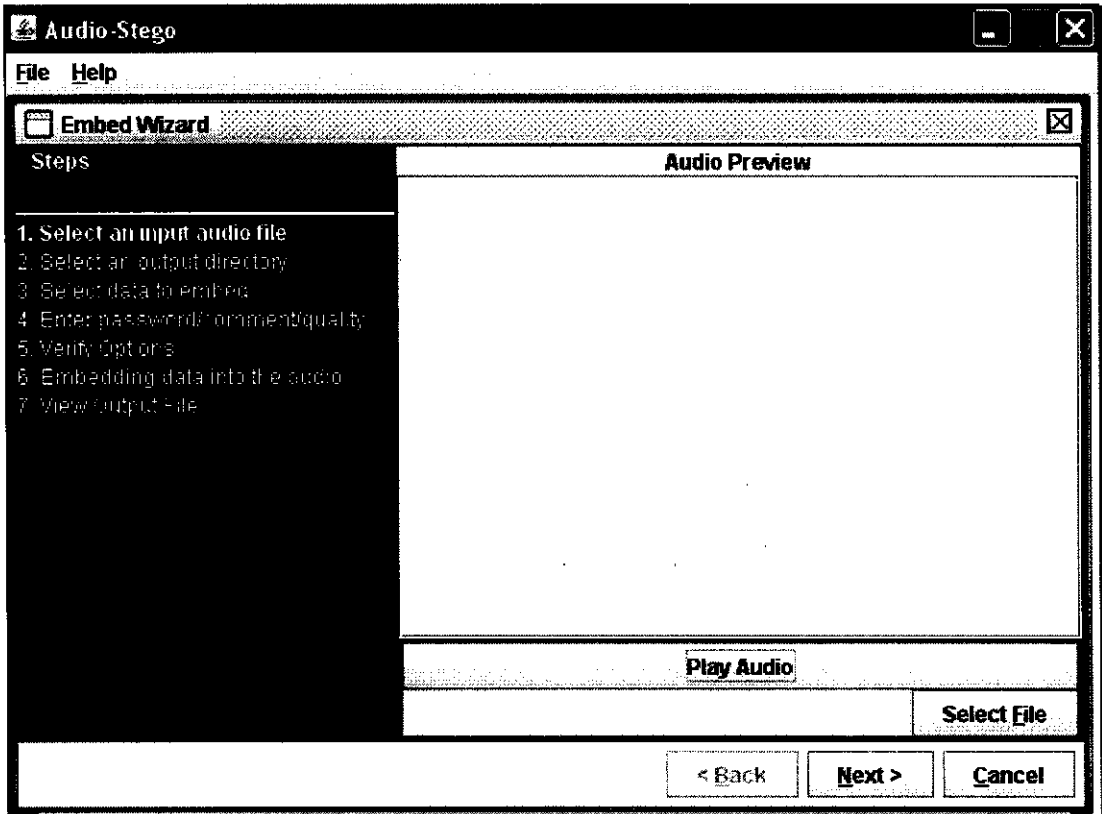 Audio-Stego
File Help
Embed Wizard
Steps
Audio Preview
1. Select an input audio file
2. Select an output directory
3. Select data to embed
4. Enter password/comment/quality
5. Verify Options
6. Embedding data into the audio
7. View Output File
Play Audio
Select File
< Back Next > Cancel